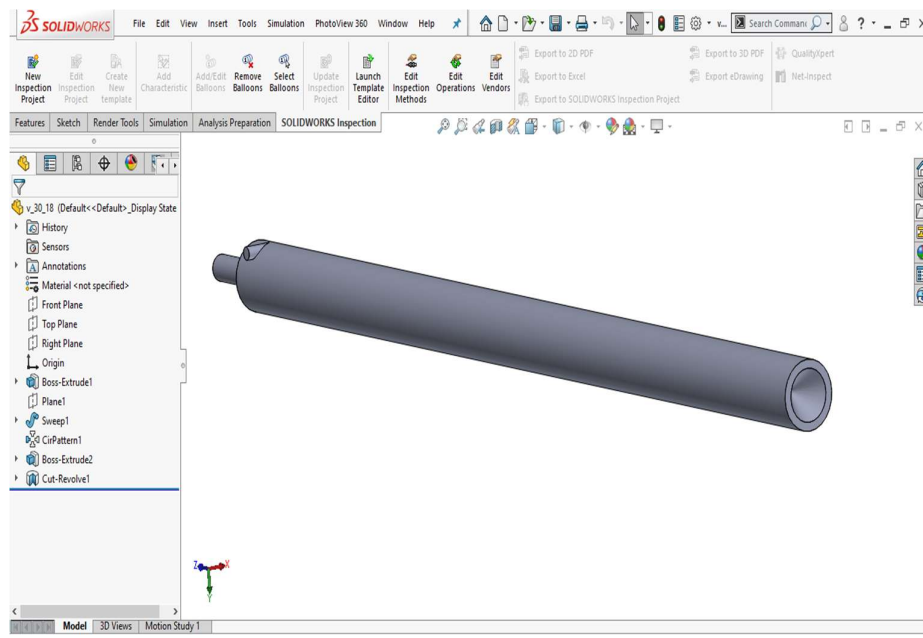 SOLIDWORKS File Edit View Insert Tools Simulation PhotoView 360 Window Help v... Search Comman
New Inspection Project
Edit Inspection Project
Create New template
Add Characteristic
Add/Edit Balloons
Remove Balloons
Select Balloons
Update Inspection Project
Launch Template Editor
Edit Inspection Methods
Edit Operations
Edit Vendors
Export to 2D PDF
Export to Excel
Export to SOLIDWORKS Inspection Project
Export to 3D PDF
Export eDrawing
QualityXpert
Net-Inspect
Features Sketch Render Tools Simulation Analysis Preparation SOLIDWORKS Inspection
v_30_18 (Default<<Default>_Display State
History
Sensors
Annotations
Material <not specified>
Front Plane
Top Plane
Right Plane
Origin
Boss-Extrude1
Plane1
Sweep1
CirPattern1
Boss-Extrude2
Cut-Revolve1
Z X
Y
Model 3D Views Motion Study 1